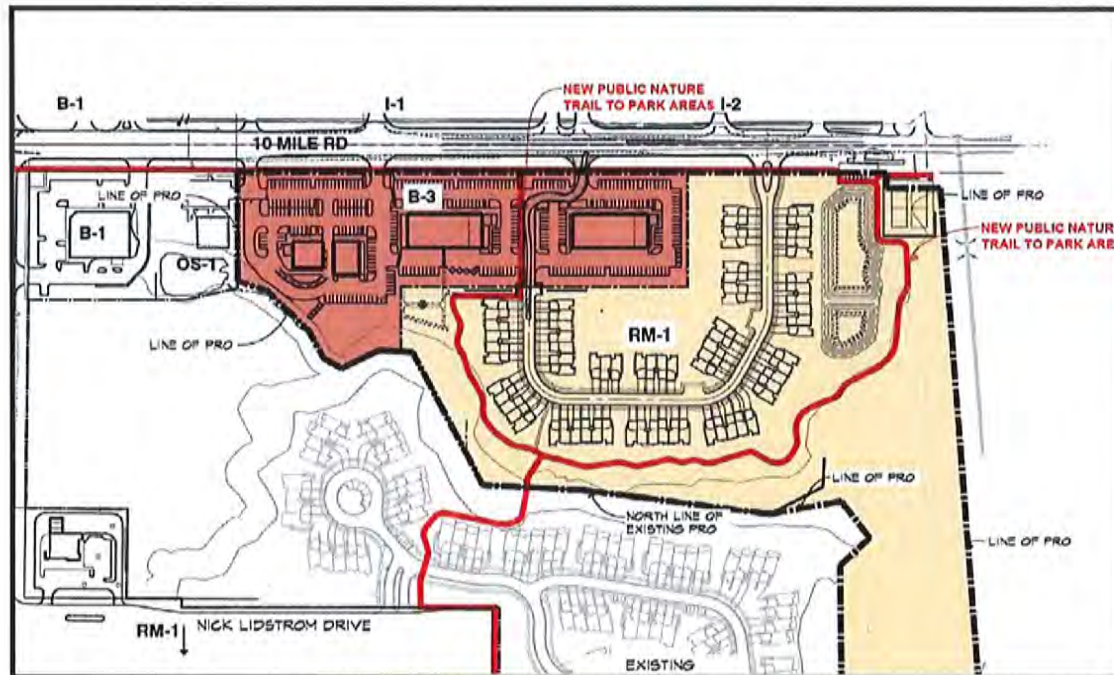 NEW PUBLIC NATURE
TRAIL TO PARK AREAS
B-1
I-1
I-2
10 MILE RD
LINE OF PRO
B-3
LINE OF PRO
B-1
NEW PUBLIC NATUR
TRAIL TO PARK AREA
OS-1
LINE OF PRO
RM-1
LINE OF PRO
NORTH LINE OF
EXISTING PRO
LINE OF PRO
RM-1
NICK LIDSTROM DRIVE
EXISTING